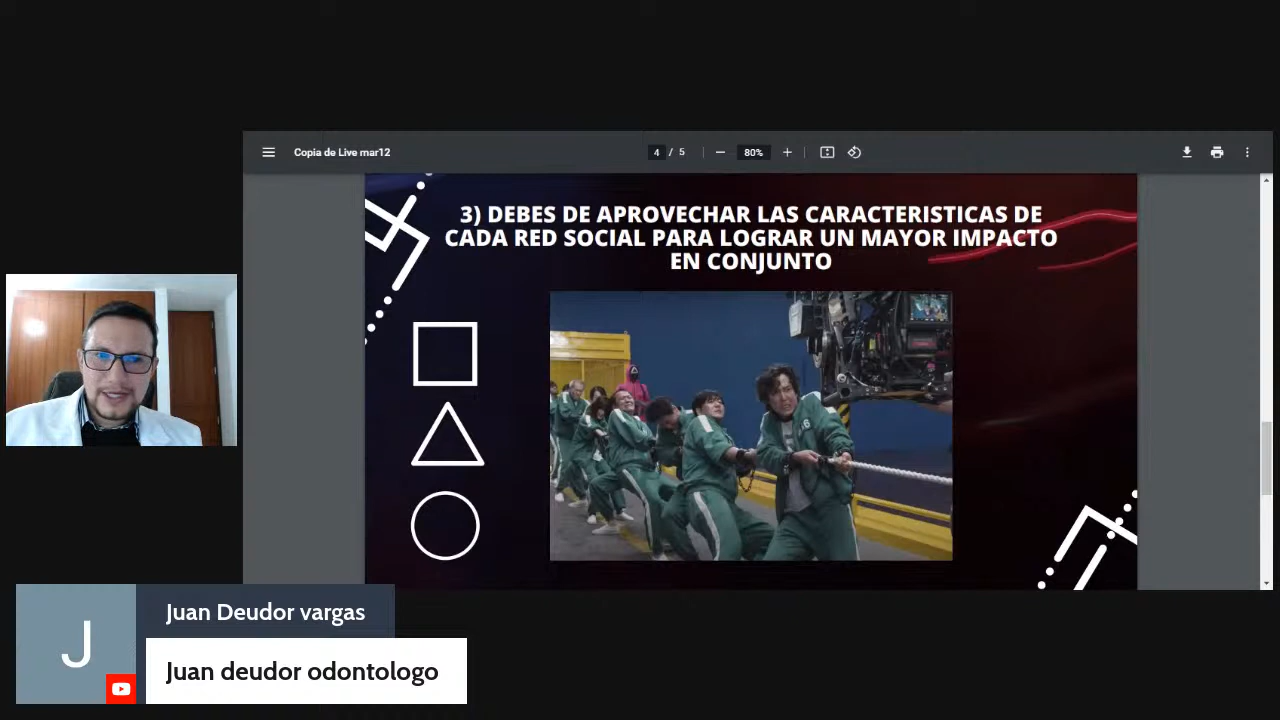 Copia de Live mar12
4 / 5
80%
3) DEBES DE APROVECHAR LAS CARACTERISTICAS DE
CADA RED SOCIAL PARA LOGRAR UN MAYOR IMPACTO
EN CONJUNTO
J
Juan Deudor vargas
Juan deudor odontologo